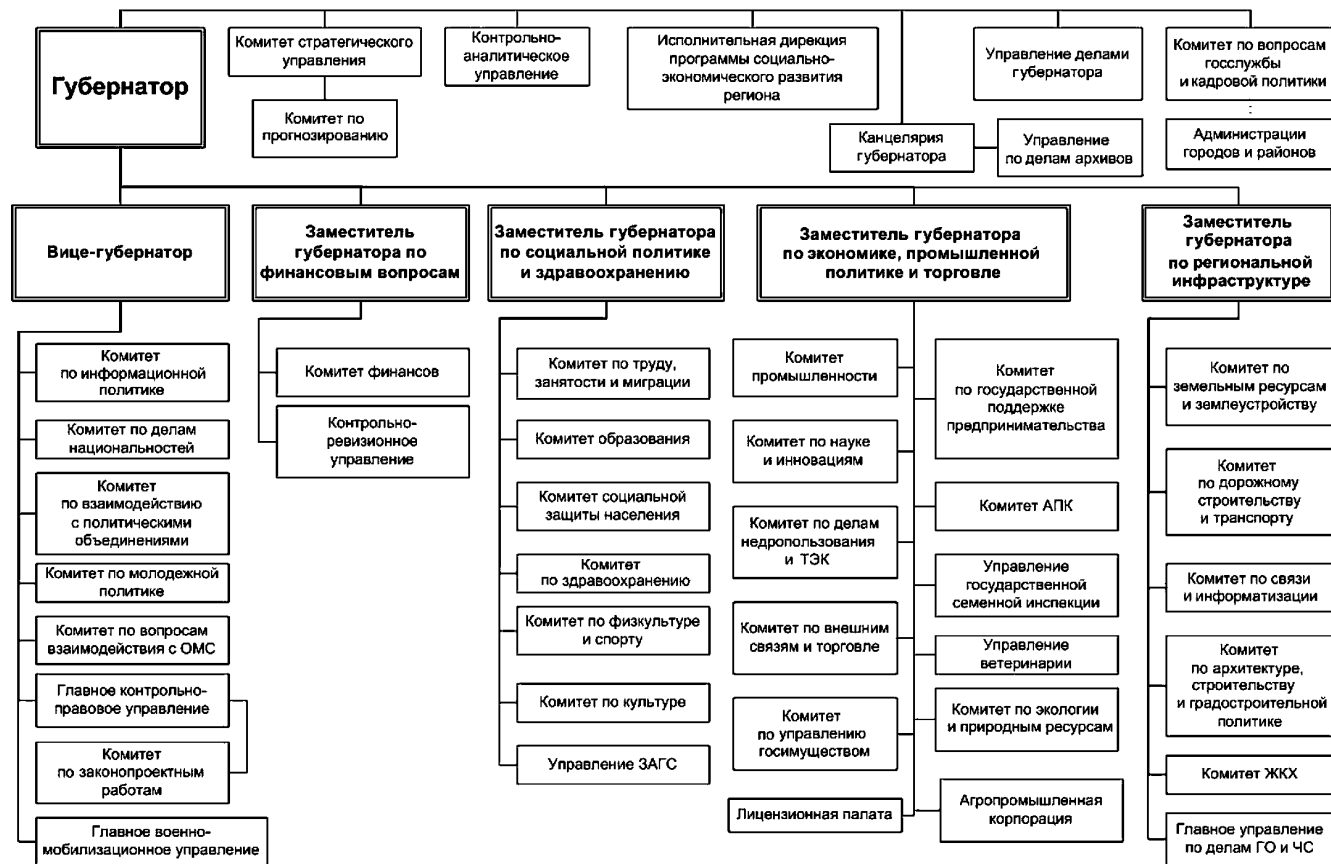 Губернатор
Комитет стратегического
управления
Комитет по
прогнозированию
Контрольно-
аналитическое
управление
Исполнительная дирекция
программы социально-
экономического развития
региона
Канцелярия
губернатора
Управление делами
губернатора
Управление
по делам архивов
Комитет по вопросам
госслужбы
и кадровой политики
Администрации
городов и районов
Вице-губернатор
Комитет
по информационной
политике
Комитет по делам
национальностей
Комитет
по взаимодействию
с политическими
объединениями
Комитет по молодежной
политике
Комитет по вопросам
взаимодействия с ОМС
Главное контрольно-
правовое управление
Комитет
по законопроектным
работам
Главное военно-
мобилизационное управление
Заместитель
губернатора по
финансовым вопросам
Комитет финансов
Контрольно-
ревизионное
управление
Заместитель губернатора
по социальной политике
и здравоохранению
Комитет по труду,
занятости и миграции
Комитет образования
Комитет социальной
защиты населения
Комитет
по здравоохранению
Комитет по физкультуре
и спорту
Комитет по культуре
Управление ЗАГС
Заместитель губернатора
по экономике, промышленной
политике и торговле
Комитет
промышленности
Комитет по науке
и инновациям
Комитет по делам
недропользования
и ТЭК
Комитет по внешним
связям и торговле
Комитет
по управлению
госимуществом
Лицензионная палата
Комитет
по государственной
поддержке
предпринимательства
Комитет АПК
Управление
государственной
семенной инспекции
Управление
ветеринарии
Комитет по экологии
и природным ресурсам
Агропромышленная
корпорация
Заместитель
губернатора
по региональной
инфраструктуре
Комитет по
земельным ресурсам
и землеустройству
Комитет
по дорожному
строительству
и транспорту
Комитет по связи
и информатизации
Комитет
по архитектуре,
строительству
и градостроительной
политике
Комитет ЖКХ
Главное управление
по делам ГО и ЧС